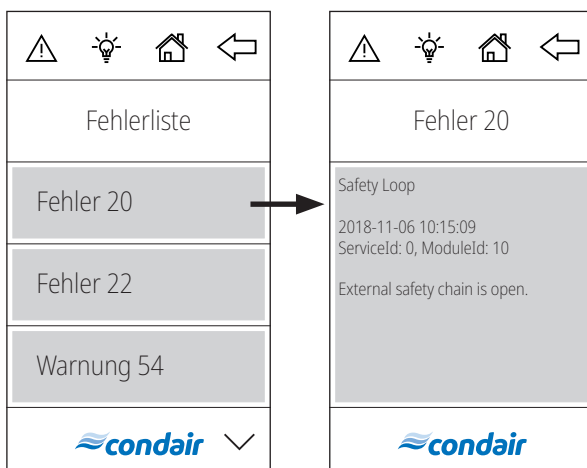 Fehlerliste
Fehler 20
Fehler 22
Warnung 54
condair
Fehler 20
Safety Loop
2018-11-06 10:15:09
ServiceId: 0, ModuleId: 10
External safety chain is open.
condair